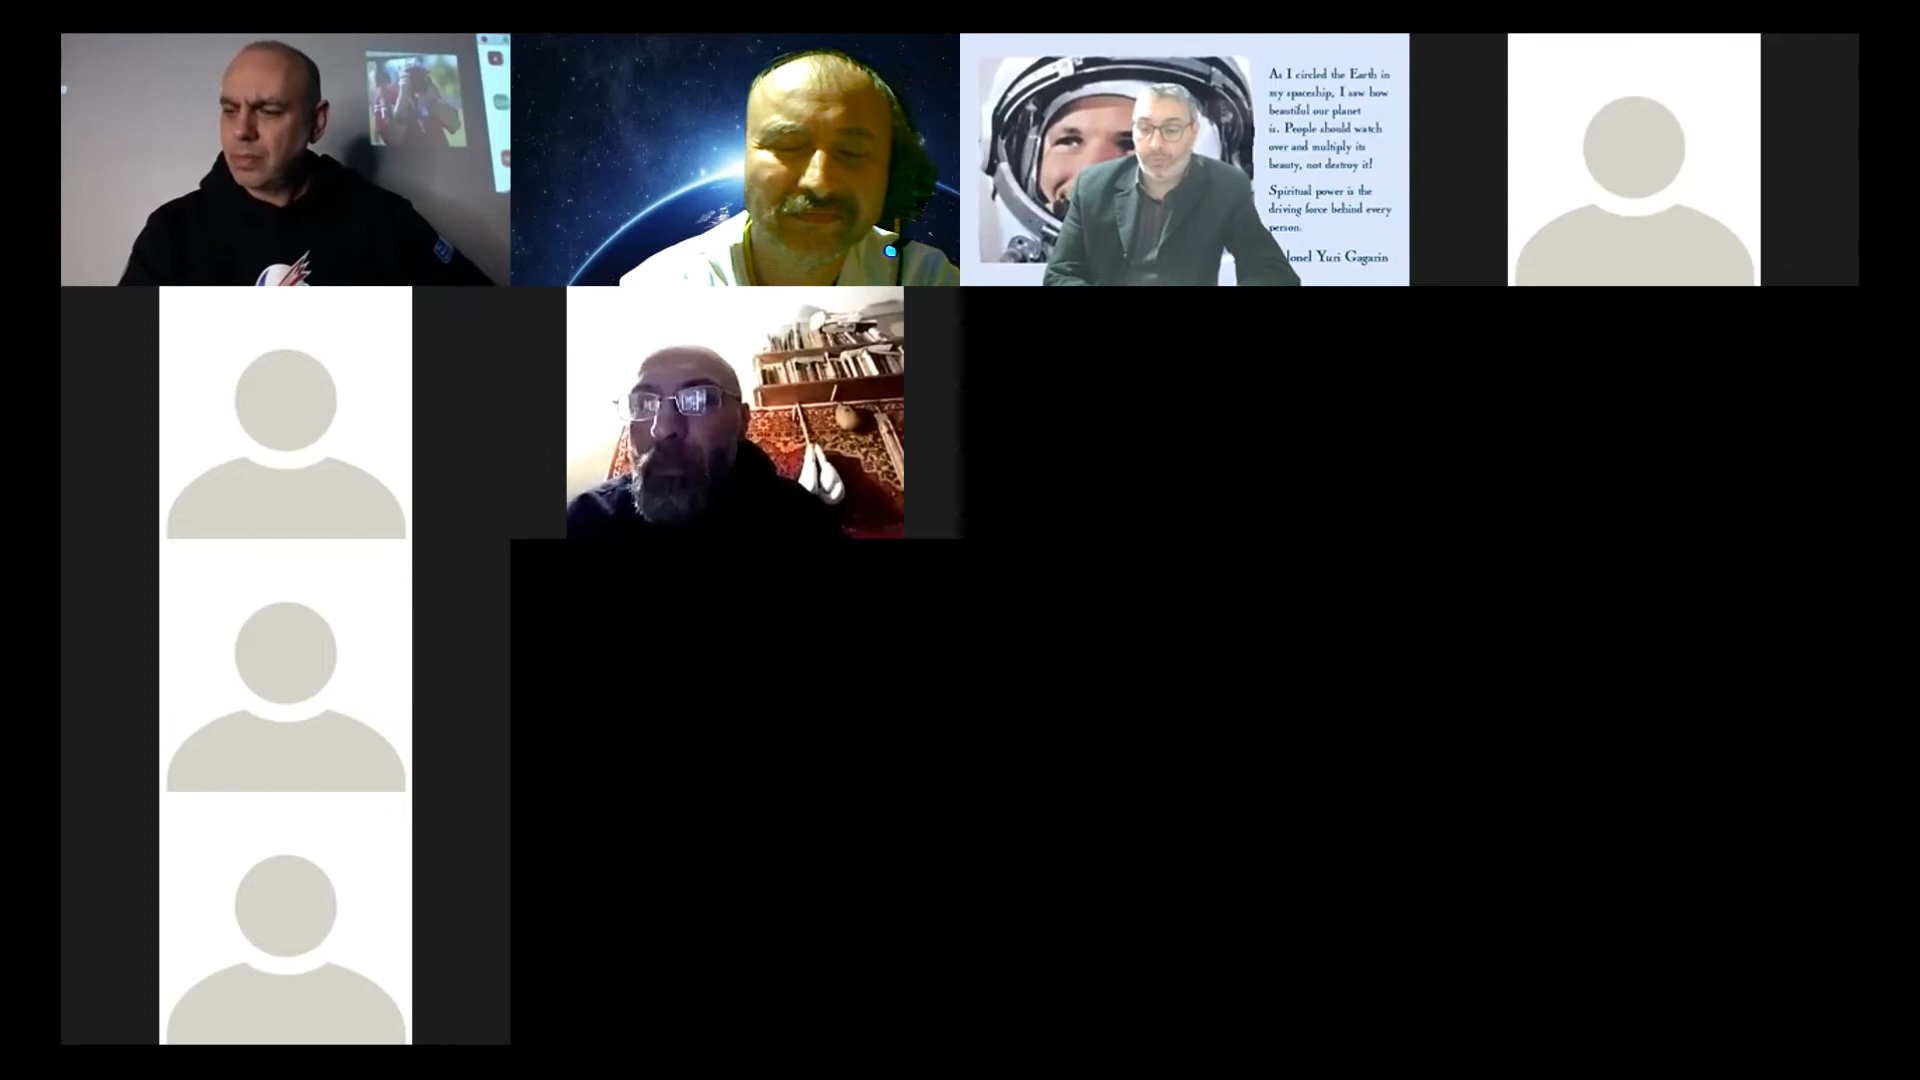 As I circled the Earth in
my spaceship, I saw how
beautiful our planet
is. People should watch
over and multiply its
beauty, not destroy it!
Spiritual power is the
driving force behind every
person.
lonel Yuri Gagarin